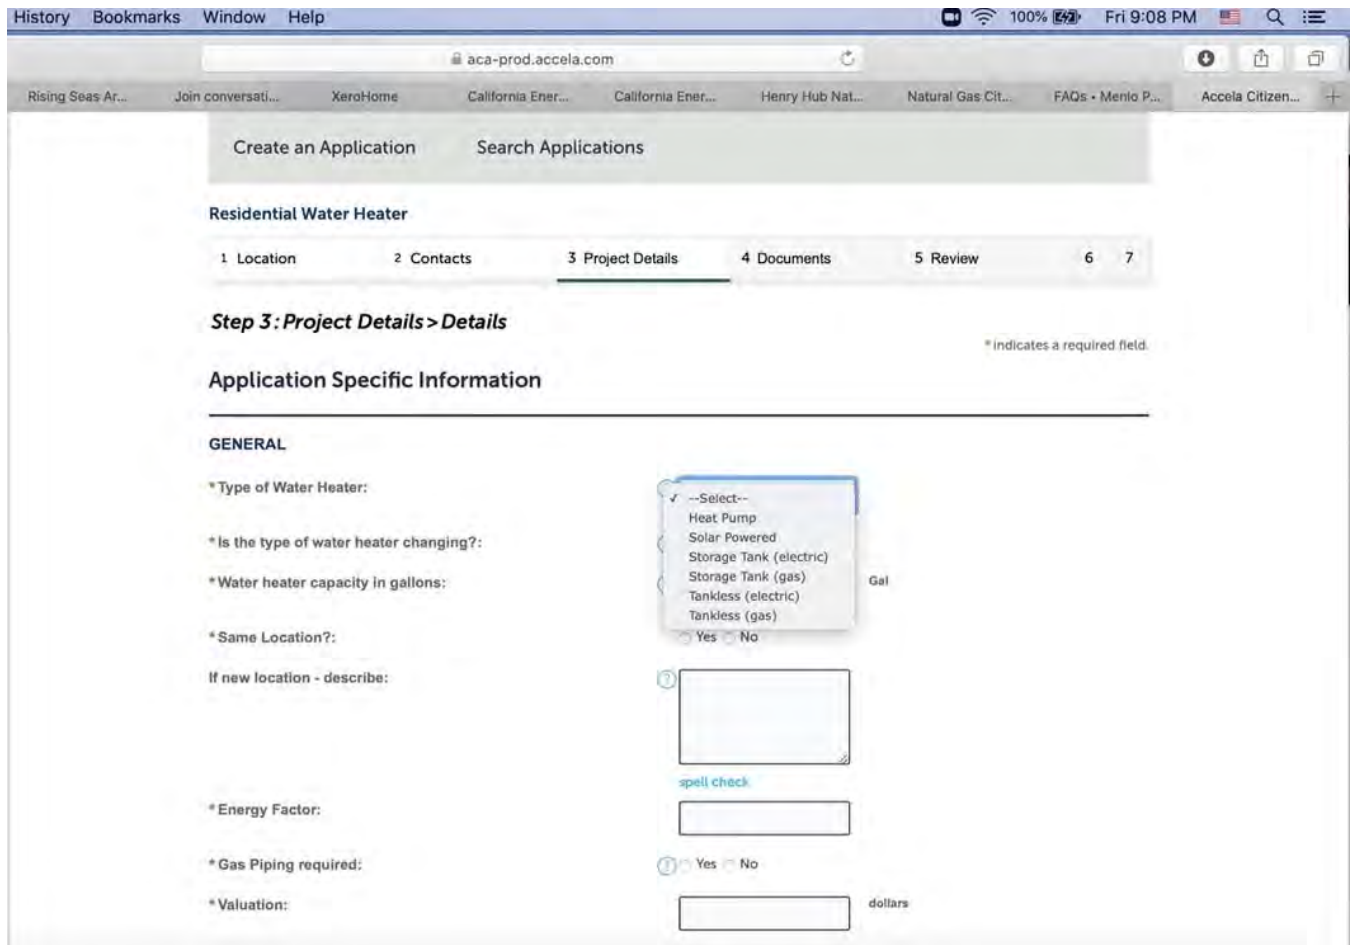 History Bookmarks Window Help 100% Fri 9:08 PM
aca-prod.accela.com
Rising Seas Ar... Join conversati... XeroHome California Ener... California Ener... Henry Hub Nat... Natural Gas Cit... FAQs • Menlo P... Accela Citizen... +
Create an Application Search Applications
Residential Water Heater
1 Location 2 Contacts 3 Project Details 4 Documents 5 Review 6 7
Step 3: Project Details > Details
* indicates a required field.
Application Specific Information
GENERAL
* Type of Water Heater:
✓ --Select--
Heat Pump
Solar Powered
Storage Tank (electric)
Storage Tank (gas)
Tankless (electric)
Tankless (gas)
* Is the type of water heater changing?:
* Water heater capacity in gallons: Gal
* Same Location?: Yes No
If new location - describe: ?
spell check
* Energy Factor:
* Gas Piping required: ? Yes No
* Valuation: dollars